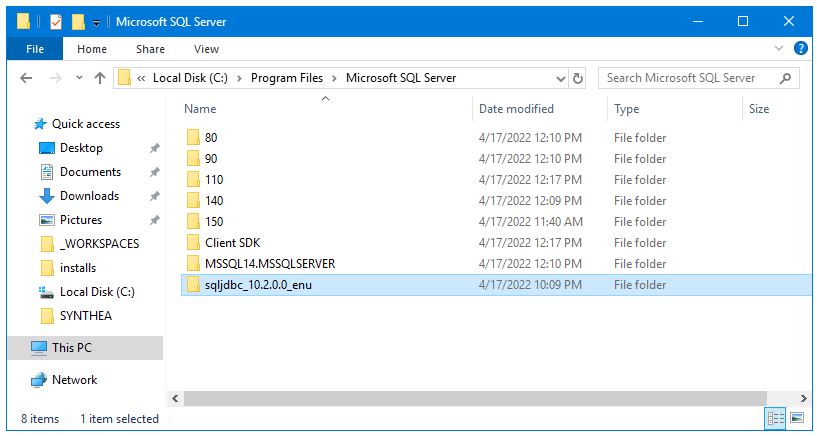 Microsoft SQL Server
File Home Share View
« Local Disk (C:) > Program Files > Microsoft SQL Server Search Microsoft SQL Server
Name Date modified Type Size
Quick access
Desktop
Documents
Downloads
Pictures
_WORKSPACES
installs
Local Disk (C:)
SYNTHEA
This PC
Network
80 4/17/2022 12:10 PM File folder
90 4/17/2022 12:10 PM File folder
110 4/17/2022 12:17 PM File folder
140 4/17/2022 12:09 PM File folder
150 4/17/2022 11:40 AM File folder
Client SDK 4/17/2022 12:17 PM File folder
MSSQL14.MSSQLSERVER 4/17/2022 12:10 PM File folder
sqljdbc_10.2.0.0_enu 4/17/2022 10:09 PM File folder
8 items 1 item selected